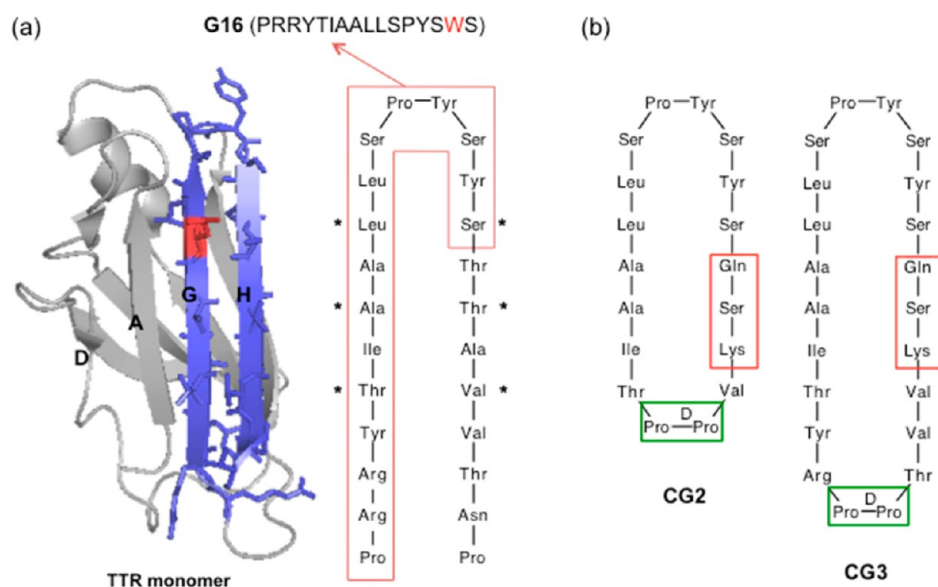 (a)
G16 (PRRYTIAALLSPYSWS)
(b)
D
A
G
H
TTR monomer
Pro Tyr
Ser Ser
Leu Tyr
* Leu Ser *
Ala Thr
* Ala Thr *
Ile Ala
* Thr Val *
Tyr Val
Arg Thr
Arg Asn
Pro Pro
Pro Tyr
Ser Ser
Leu Tyr
Leu Ser
Ala Gln
Ala Ser
Ile Lys
Thr Val
D
Pro Pro
CG2
Pro Tyr
Ser Ser
Leu Tyr
Leu Ser
Ala Gln
Ala Ser
Ile Lys
Thr Val
Tyr Val
Arg Thr
D
Pro Pro
CG3